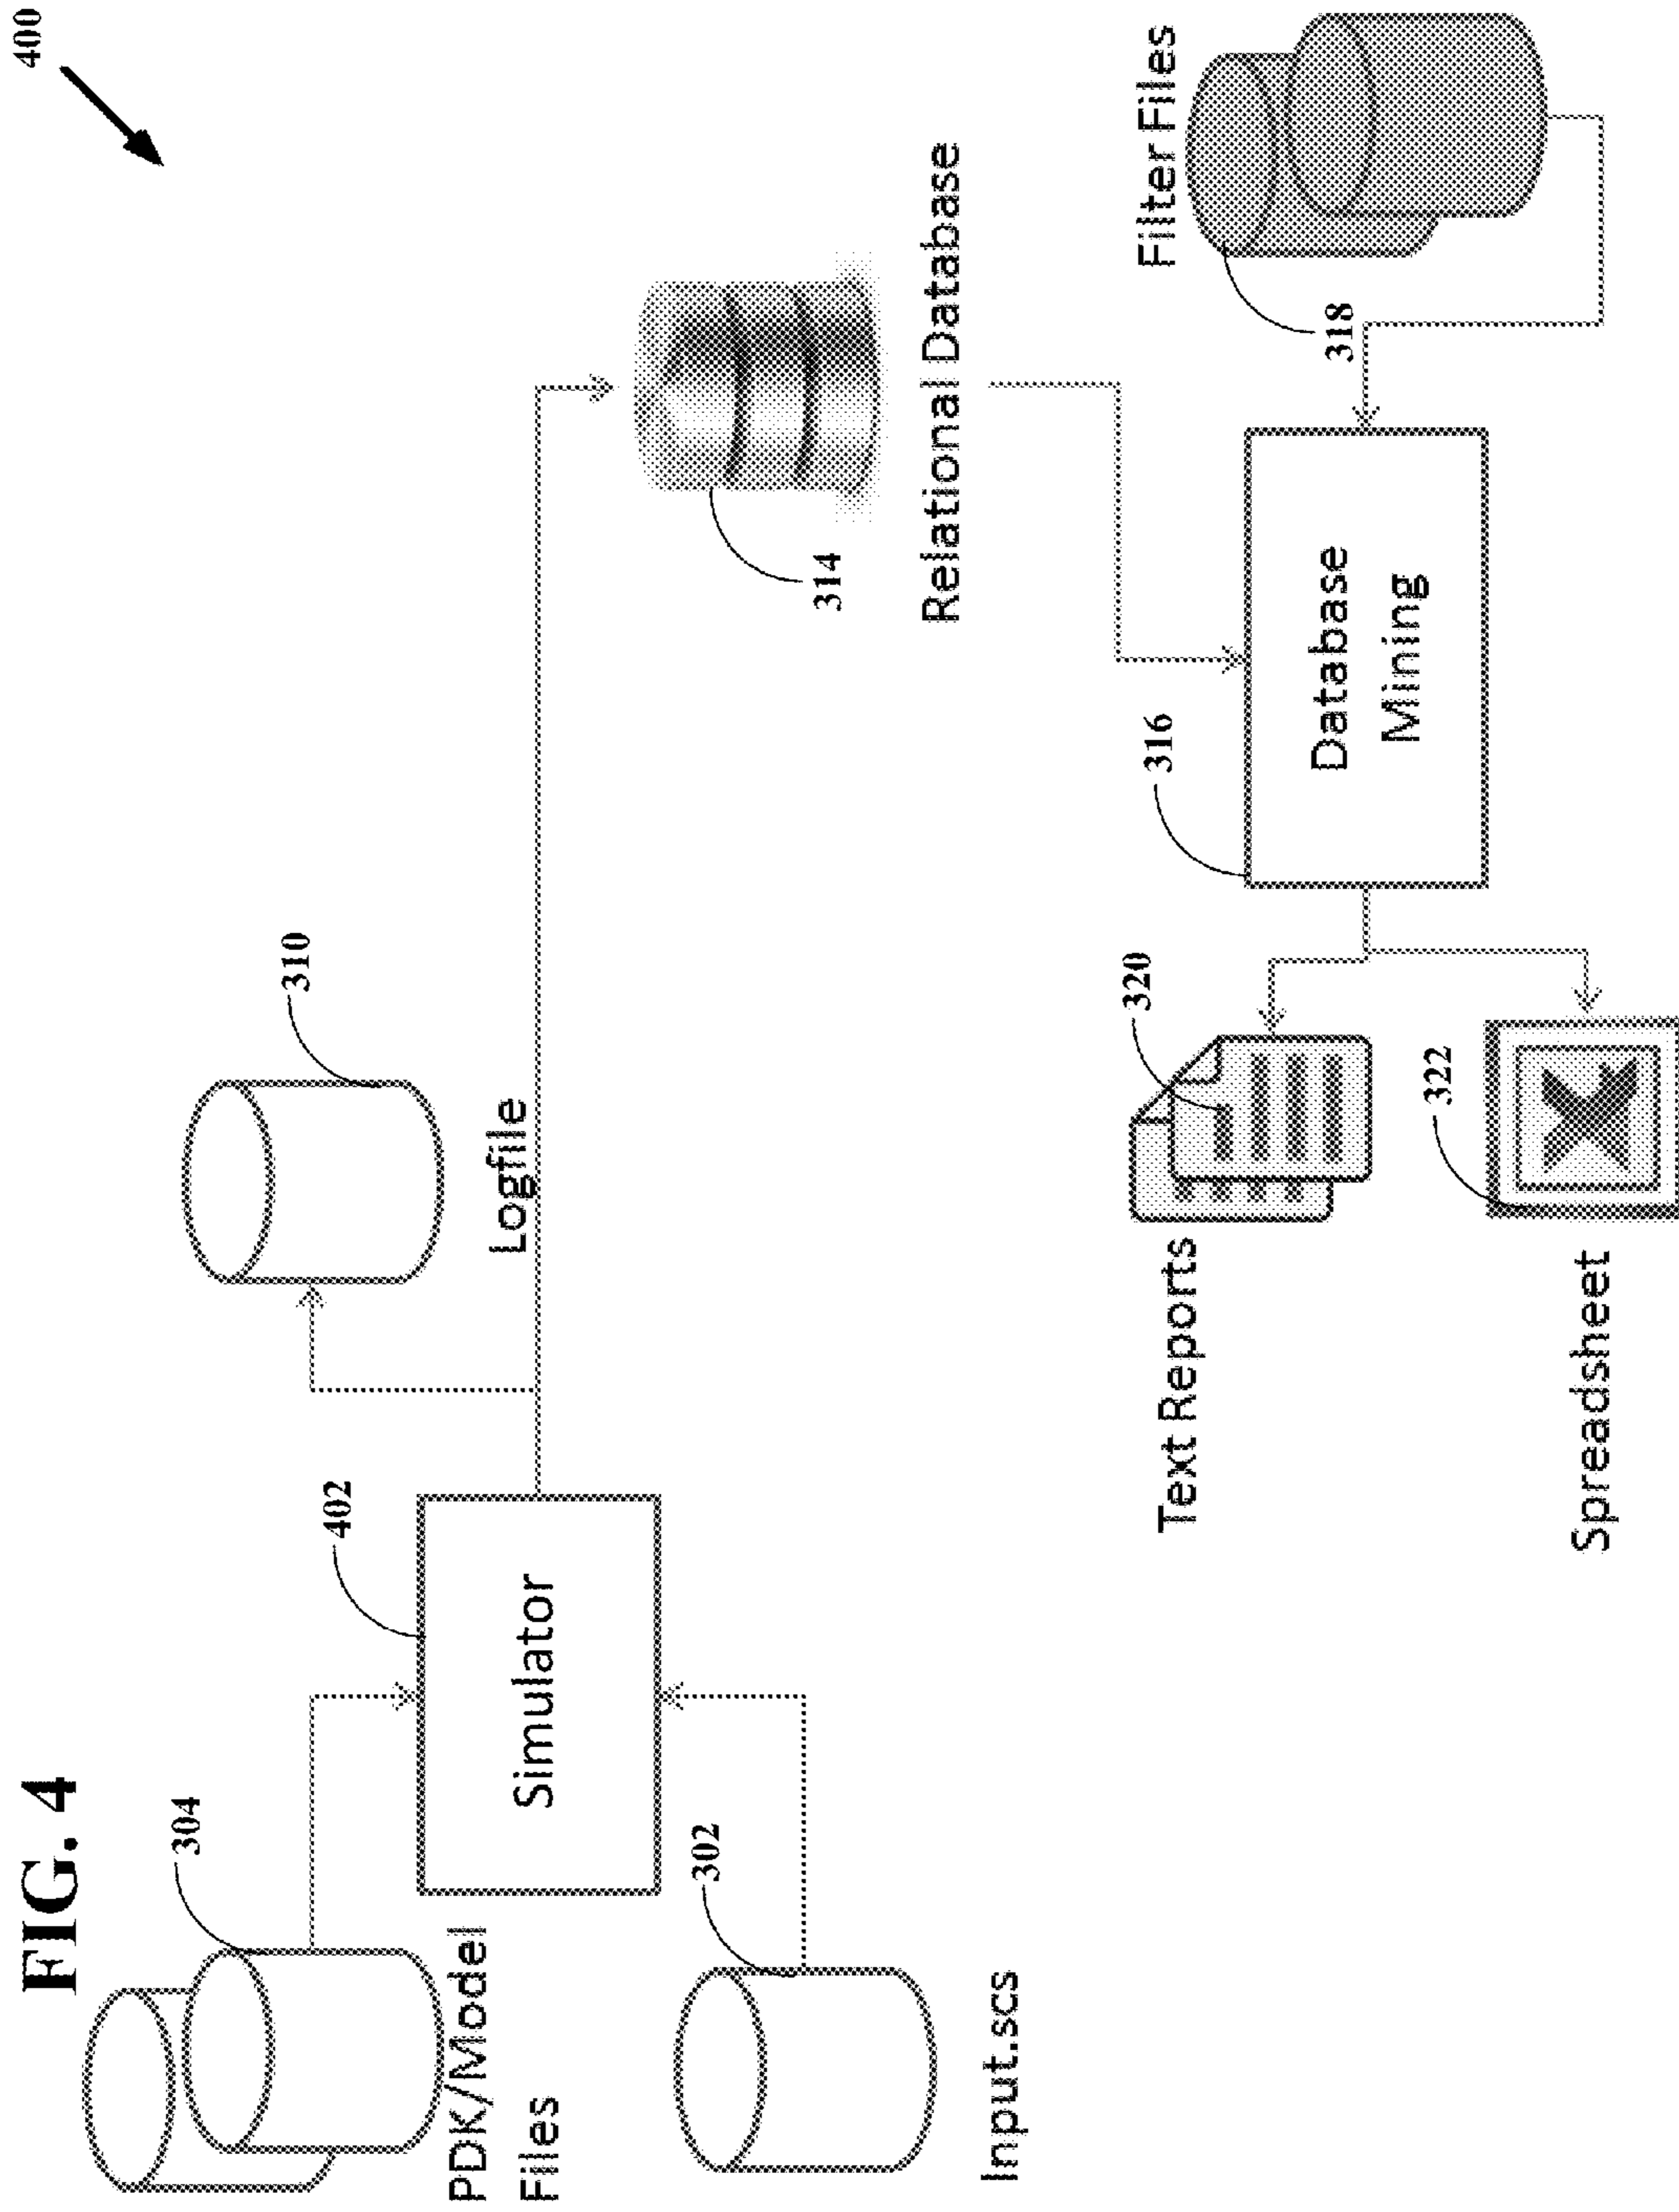 FIG. 4
400
304
PDK/Model
Files
402
Simulator
302
Input.scs
310
Logfile
314
Relational Database
Filter Files
318
316
Database
Mining
320
Text Reports
322
Spreadsheet